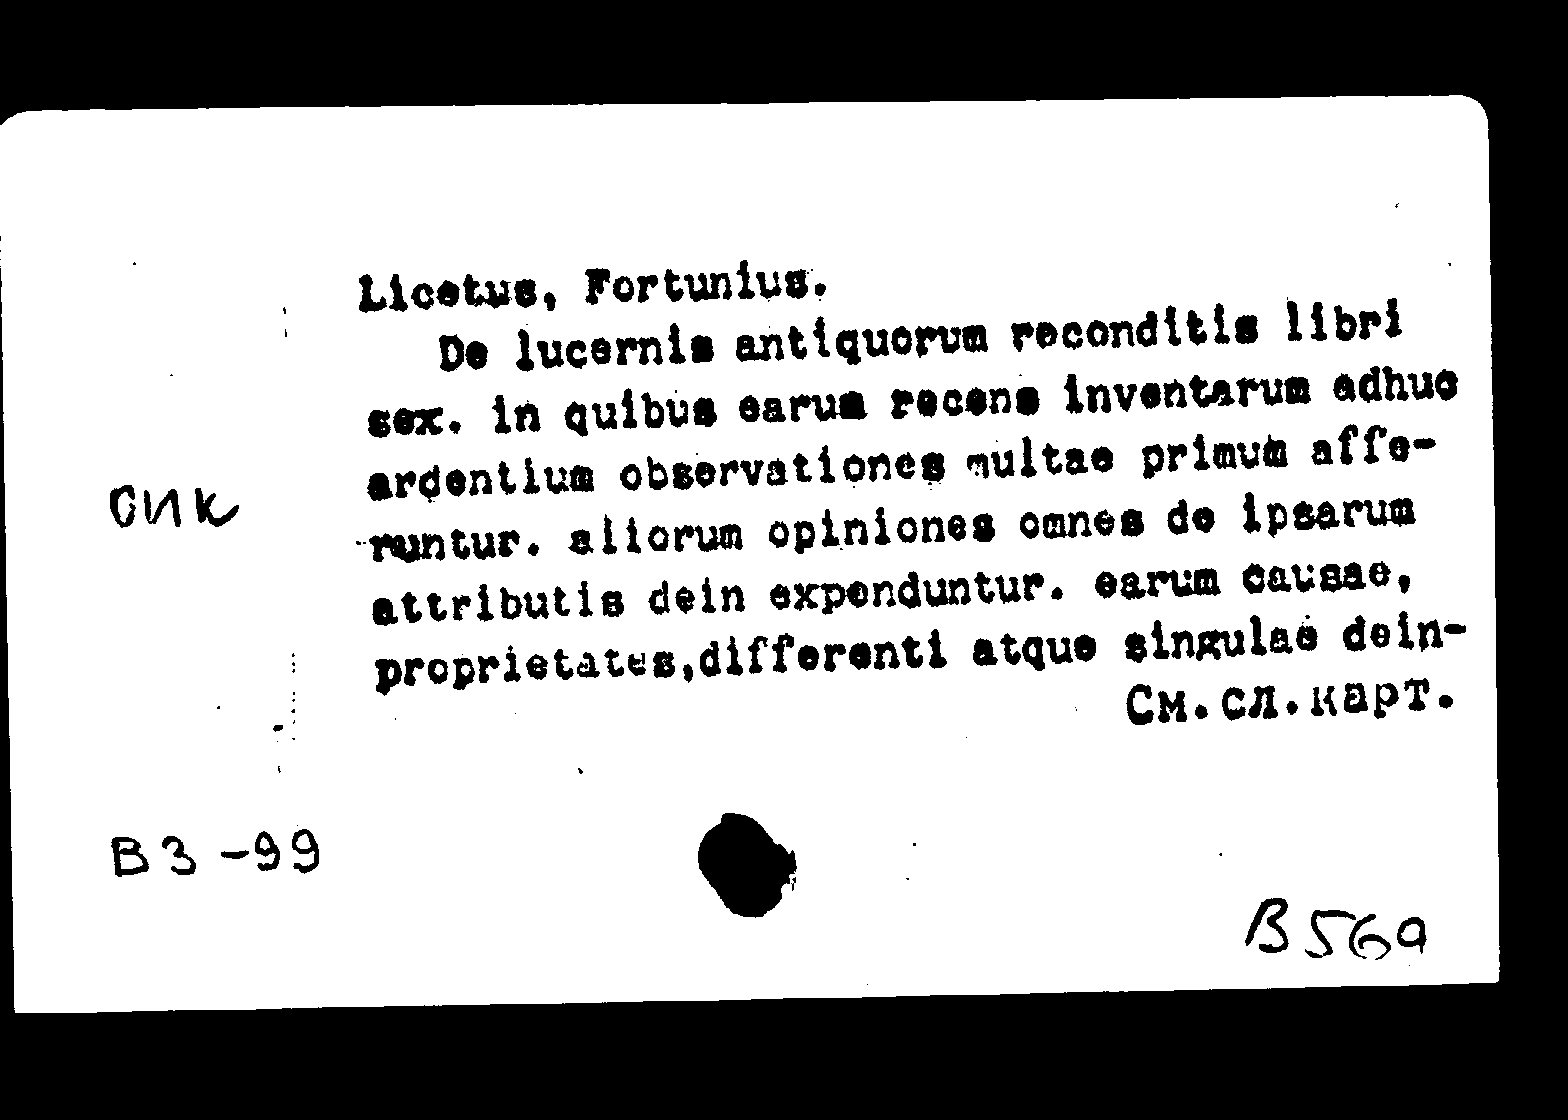 Licetus, Fortunius.
De lucernis antiquorum reconditis libri
sex. in quibus earum recens inventarum adhuc
ardentium observationes multae primum affe-
runtur. aliorum opiniones omnes de ipsarum
attributis dein expenduntur. earum causae,
proprietates,differenti atque singulae dein-
См.сл.карт.
СИК
В3-99
В56а